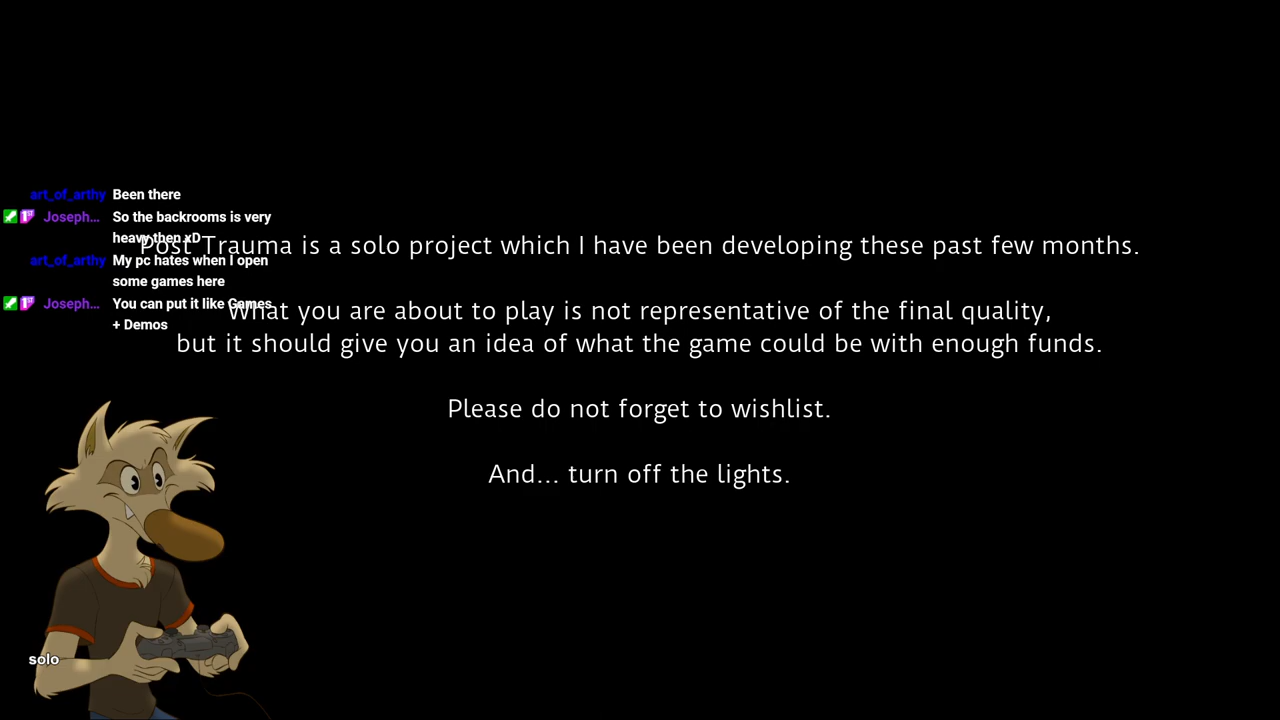 art_of_arthy Been there
Joseph... So the backrooms is very
heavy then xD
art_of_arthy My pc hates when I open
some games here
Joseph... You can put it like Games
+ Demos
Post Trauma is a solo project which I have been developing these past few months.
What you are about to play is not representative of the final quality,
but it should give you an idea of what the game could be with enough funds.
Please do not forget to wishlist.
And... turn off the lights.
solo